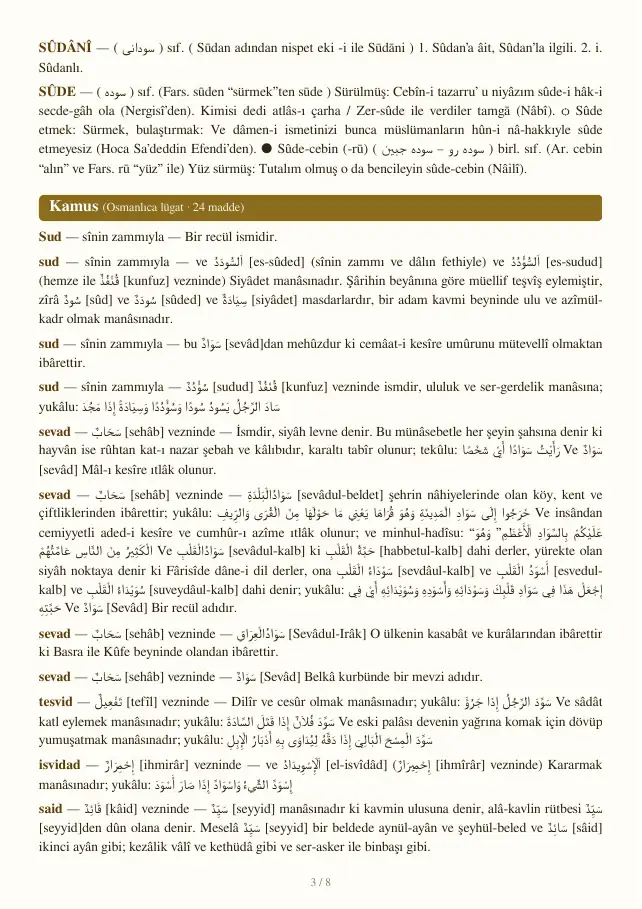 SÛDÂNÎ — ( سودانى ) sıf. ( Sūdan adından nispet eki -і ile Sūdānі ) 1. Sûdan’a âit, Sûdan’la ilgili. 2. i.
Sûdanlı.
SÛDE — ( سوده ) sıf. (Fars. sūden “sürmek”ten sūde ) Sürülmüş: Cebîn-i tazarru’ u niyâzım sûde-i hâk-i
secde-gâh ola (Nergisî’den). Kimisi dedi atlâs-ı çarha / Zer-sûde ile verdiler tamgā (Nâbî). ѻ Sûde
etmek: Sürmek, bulaştırmak: Ve dâmen-i ismetinizi bunca müslümanların hûn-i nâ-hakkıyle sûde
etmeyesiz (Hoca Sa’deddin Efendi’den). ● Sûde-cebin (-rû) ( سوده رو – سوده جبين ) birl. sıf. (Ar. cebіn
“alın” ve Fars. rū “yüz” ile) Yüz sürmüş: Tutalım olmuş o da bencileyin sûde-cebin (Nâilî).
Kamus (Osmanlıca lügat · 24 madde)
Sud — sînin zammıyla — Bir recül ismidir.
sud — sînin zammıyla — ve اَلسُّودَدُ [es-sûded] (sînin zammı ve dâlın fethiyle) ve اَلسُّؤْدُدُ [es-sudud]
(hemze ile قُنْفُذٌ [kunfuz] vezninde) Siyâdet manâsınadır. Şârihin beyânına göre müellif teşvîş eylemiştir,
zîrâ سُودٌ [sûd] ve سُودَدٌ [sûded] ve سِيَادَةٌ [siyâdet] masdarlardır, bir adam kavmi beyninde ulu ve azîmül-
kadr olmak manâsınadır.
sud — sînin zammıyla — bu سَوَادٌ [sevâd]dan mehûzdur ki cemâat-i kesîre umûrunu mütevellî olmaktan
ibârettir.
sud — sînin zammıyla — سُؤْدُدٌ [sudud] قُنْفُذٌ [kunfuz] vezninde ismdir, ululuk ve ser-gerdelik manâsına;
yukâlu: سَادَ الرَّجُلُ يَسُودُ سُودًا وَسُؤْدُدًا وَسِيَادَةً إِذَا مَجُدَ
sevad — سَحَابٌ [sehâb] vezninde — İsmdir, siyâh levne denir. Bu münâsebetle her şeyin şahsına denir ki
hayvân ise rûhtan kat-ı nazar şebah ve kâlıbıdır, karaltı tabîr olunur; tekûlu: رَأَيْتُ سَوَادًا أَيْ شَخْصًا Ve سَوَادٌ
[sevâd] Mâl-ı kesîre ıtlâk olunur.
sevad — سَحَابٌ [sehâb] vezninde — سَوَادُالْبَلْدَةِ [sevâdul-beldet] şehrin nâhiyelerinde olan köy, kent ve
çiftliklerinden ibârettir; yukâlu: خَرَجُوا إِلَى سَوَادِ الْمَدِينَةِ وَهُوَ قُرَاهَا يَعْنِي مَا حَوْلَهَا مِنَ الْقُرَى وَالرِّيفِ Ve insândan
cemiyyetli aded-i kesîre ve cumhûr-ı azîme ıtlâk olunur; ve minhul-hadîsu: “عَلَيْكُمْ بِالسَّوَادِ الْأَعْظَمِ” وَهُوَ
الْكَثِيرُ مِنَ النَّاسِ عَامَّتُهُمْ Ve سَوَادُالْقَلْبِ [sevâdul-kalb] ki حَبَّةُ الْقَلْبِ [habbetul-kalb] dahi derler, yürekte olan
siyâh noktaya denir ki Fârisîde dâne-i dil derler, ona سَوْدَاءُ الْقَلْبِ [sevdâul-kalb] ve أَسْوَدُ الْقَلْبِ [esvedul-
kalb] ve سُوَيْدَاءُ الْقَلْبِ [suveydâul-kalb] dahi denir; yukâlu: إِجْعَلْ هَذَا فِي سَوَادِ قَلْبِكَ وَسَوْدَائِهِ وَأَسْوَدِهِ وَسُوَيْدَائِهِ أَيْ فِي
حَبَّتِهِ Ve سَوَادٌ [Sevâd] Bir recül adıdır.
sevad — سَحَابٌ [sehâb] vezninde — سَوَادُالْعِرَاقِ [Sevâdul-Irâk] O ülkenin kasabât ve kurâlarından ibârettir
ki Basra ile Kûfe beyninde olandan ibârettir.
sevad — سَحَابٌ [sehâb] vezninde — سَوَادٌ [Sevâd] Belkâ kurbünde bir mevzi adıdır.
tesvid — تَفْعِيلٌ [tefîl] vezninde — Dilîr ve cesûr olmak manâsınadır; yukâlu: سَوَّدَ الرَّجُلُ إِذَا جَرُؤَ Ve sâdât
katl eylemek manâsınadır; yukâlu: سَوَّدَ فُلاَنٌ إِذَا قَتَلَ السَّادَةَ Ve eski palâsı devenin yağrına komak için dövüp
yumuşatmak manâsınadır; yukâlu: سَوَّدَ الْمِسْحَ الْبَالِيَ إِذَا دَقَّهُ لِيُدَاوَى بِهِ أَدْبَارُ الْإِبِلِ
isvidad — إِحْمِرَارٌ [ihmirâr] vezninde — ve اَلْإِسْوِيدَادُ [el-isvîdâd] (إِحْمِيرَارٌ [ihmîrâr] vezninde) Kararmak
manâsınadır; yukâlu: إِسْوَدَّ الشَّيْءُ وَاسْوَادَّ إِذَا صَارَ أَسْوَدَ
said — قَائِدٌ [kâid] vezninde — سَيِّدٌ [seyyid] manâsınadır ki kavmin ulusuna denir, alâ-kavlin rütbesi سَيِّدٌ
[seyyid]den dûn olana denir. Meselâ سَيِّدٌ [seyyid] bir beldede aynül-ayân ve şeyhül-beled ve سَائِدٌ [sâid]
ikinci ayân gibi; kezâlik vâlî ve kethüdâ gibi ve ser-asker ile binbaşı gibi.
3 / 8